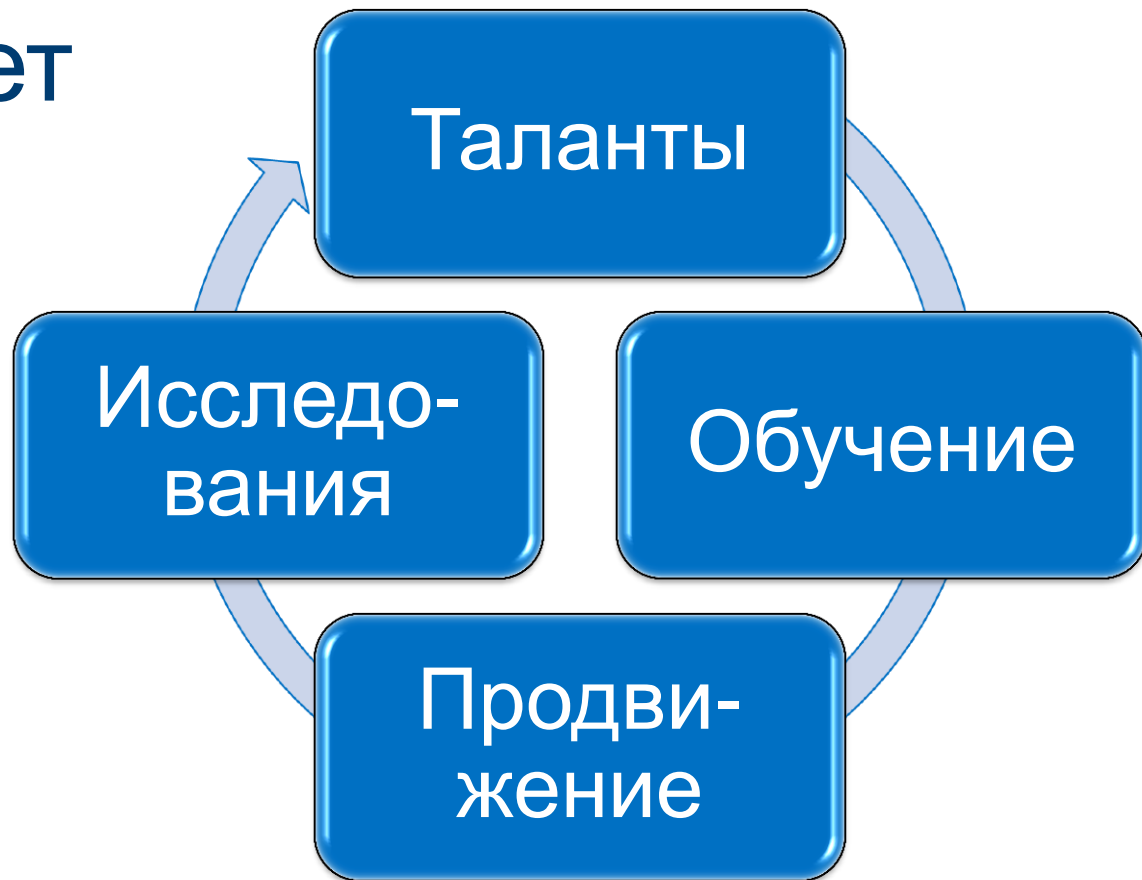 ет
Таланты
Исследо-
вания
Обучение
Продви-
жение